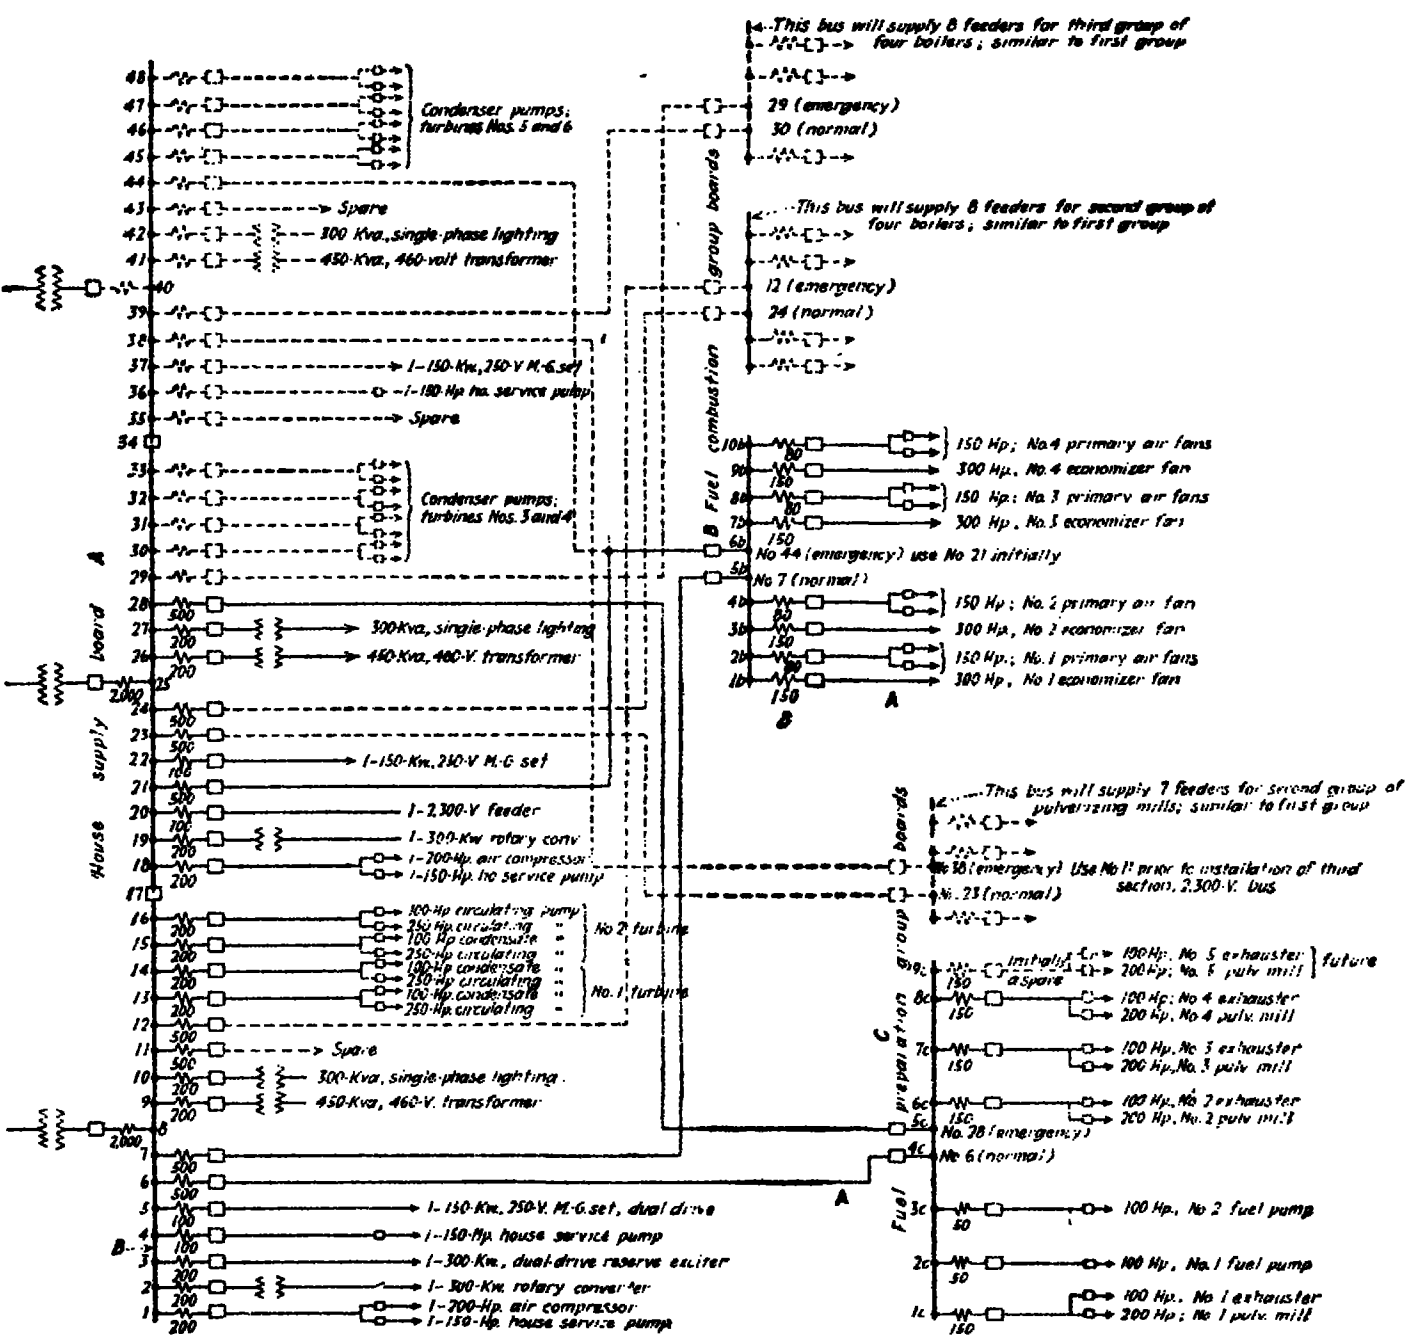 This bus will supply 8 feeders for third group of
four boilers; similar to first group
29 (emergency)
30 (normal)
This bus will supply 8 feeders for second group of
four boilers; similar to first group
12 (emergency)
24 (normal)
48
47
46
45
Condenser pumps;
turbines Nos. 5 and 6
44
43 Spare
42 300 Kva., single-phase lighting
41 450-Kva., 460-volt transformer
40
39
38
37 1-150-Kw., 250-V M.-G. set
36 1-150-Hp ho. service pump
35 Spare
34
33
32
31
30
Condenser pumps;
turbines Nos. 3 and 4
29
28 500
27 200 300-Kva., single-phase lighting
26 200 450-Kva., 460-V. transformer
25 2,000
24 500
23 500
22 100 1-150-Kw., 250-V M.-G. set
21 500
20 100 1-2,300-V feeder
19 200 1-300-Kw rotary conv.
18 200 1-200-Hp. air compressor
1-150-Hp. ho service pump
17
16 200 100-Hp circulating pump
250 Hp. circulating "
15 200 100 Hp condensate "
250-Hp circulating "
No 2 turbine
14 200 100-Hp condensate "
250-Hp circulating "
13 200 100-Hp. condensate "
250-Hp. circulating "
No. 1 turbine
12 500
11 500 Spare
10 200 300-Kva, single-phase lighting.
9 200 450-Kva, 460-V. transformer
8 2,000
7 500
6 500
A
5 100 1-150-Kw., 250-V. M.-G. set, dual drive
4 100 1-150-Hp. house service pump
B
3 200 1-300-Kw., dual-drive reserve exciter
2 200 1-300-Kw. rotary converter
1 200 1-200-Hp. air compressor
1-150-Hp. house service pump
House supply board A
B Fuel combustion group boards
10b 80 150 Hp; No. 4 primary air fans
9b 150 300 Hp., No. 4 economizer fan
8b 80 150 Hp.; No. 3 primary air fans
7b 150 300 Hp., No. 3 economizer fan
6b No 44 (emergency) use No 21 initially
5b No 7 (normal)
4b 80 150 Hp.; No. 2 primary air fan
3b 150 300 Hp., No 2 economizer fan
2b 80 150 Hp.; No. 1 primary air fans
1b 150 300 Hp., No 1 economizer fan
A
B
This bus will supply 7 feeders for second group of
pulverizing mills; similar to first group
No 38 (emergency) Use No 11 prior to installation of third
section, 2,300-V. bus
No. 23 (normal)
Fuel preparation group boards
C
9c 150 Initially a spare 100 Hp., No 5 exhauster
200 Hp; No. 5 pulv mill
future
8c 150 100 Hp; No 4 exhauster
200 Hp., No. 4 pulv. mill
7c 150 100 Hp., No 3 exhauster
200 Hp., No. 3 pulv. mill
6c 150 100 Hp., No 2 exhauster
200 Hp., No. 2 pulv. mill
5c No. 28 (emergency)
4c No 6 (normal)
3c 50 100 Hp., No 2 fuel pump
2c 50 100 Hp., No. 1 fuel pump
1c 150 100 Hp., No 1 exhauster
200 Hp; No 1 pulv. mill